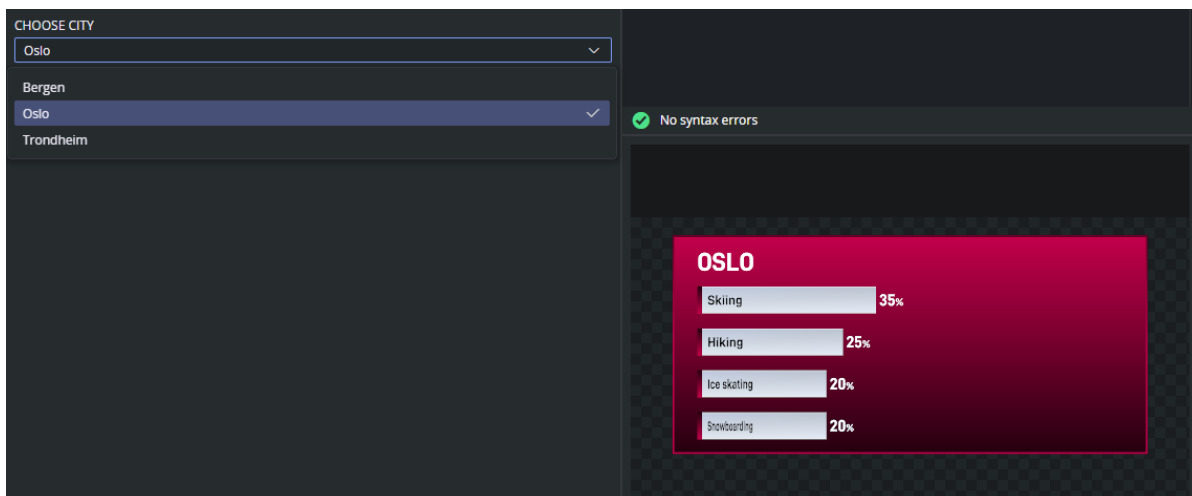 CHOOSE CITY
Oslo
Bergen
Oslo
Trondheim
No syntax errors
OSLO
Skiing 35%
Hiking 25%
Ice skating 20%
Snowboarding 20%